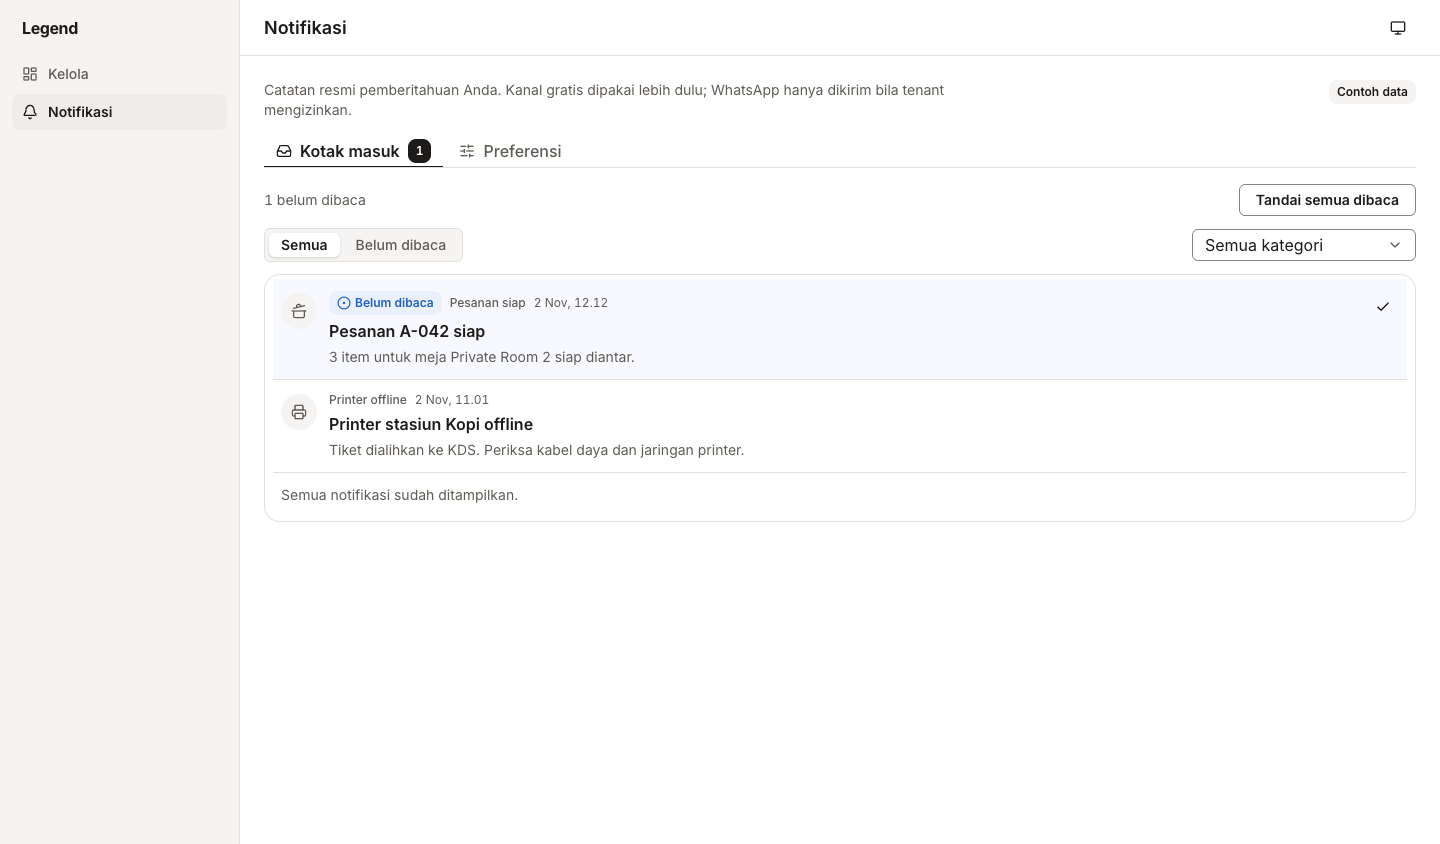 Legend
Kelola
Notifikasi
Notifikasi
Catatan resmi pemberitahuan Anda. Kanal gratis dipakai lebih dulu; WhatsApp hanya dikirim bila tenant
mengizinkan.
Contoh data
Kotak masuk 1
Preferensi
1 belum dibaca
Tandai semua dibaca
Semua
Belum dibaca
Semua kategori
Belum dibaca Pesanan siap 2 Nov, 12.12
Pesanan A-042 siap
3 item untuk meja Private Room 2 siap diantar.
Printer offline 2 Nov, 11.01
Printer stasiun Kopi offline
Tiket dialihkan ke KDS. Periksa kabel daya dan jaringan printer.
Semua notifikasi sudah ditampilkan.